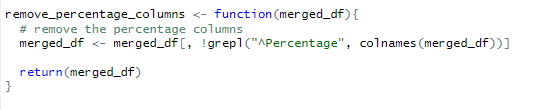 remove_percentage_columns <- function(merged_df){
  # remove the percentage columns
  merged_df <- merged_df[, !grepl("^Percentage", colnames(merged_df))]

  return(merged_df)
}